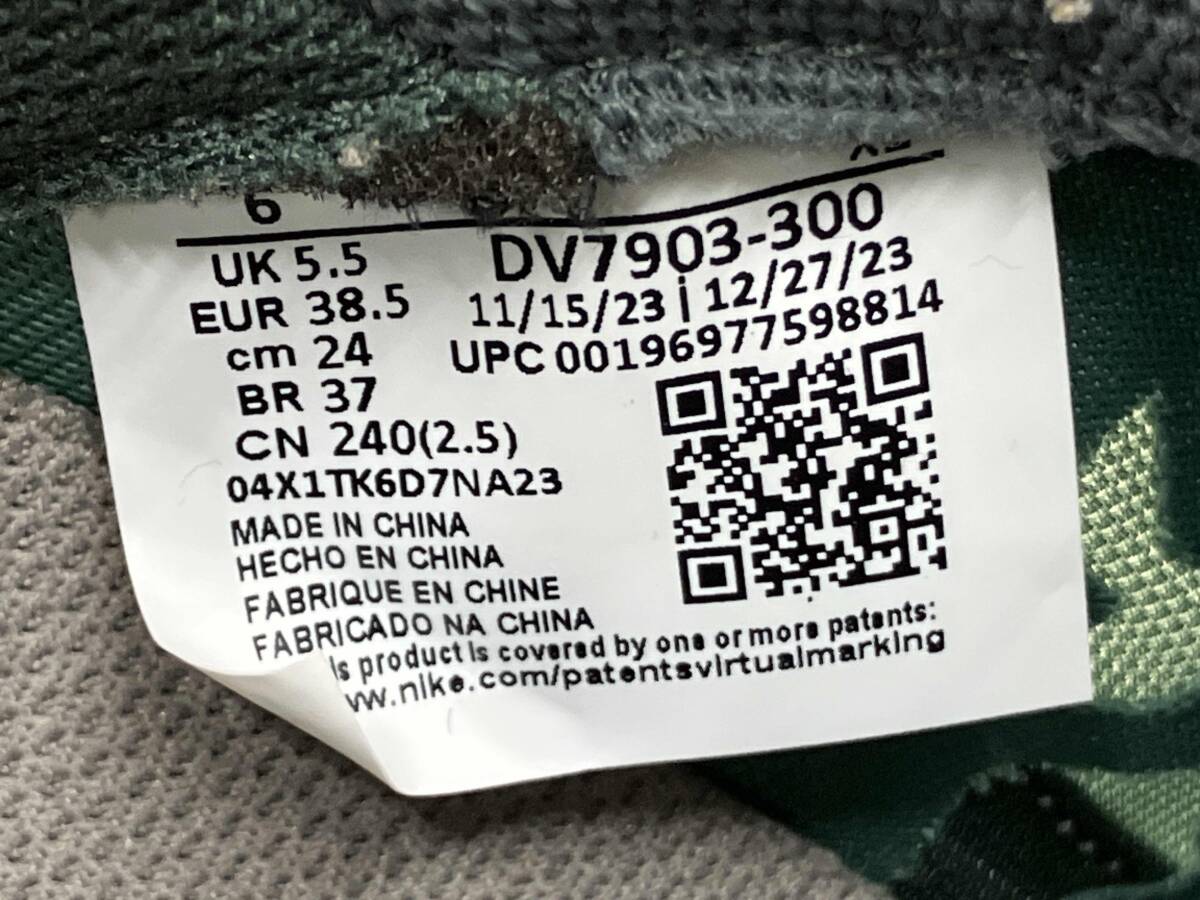 6
UK 5.5
EUR 38.5
cm 24
BR 37
CN 240(2.5)
04X1TK6D7NA23
MADE IN CHINA
HECHO EN CHINA
FABRIQUE EN CHINE
FABRICADO NA CHINA
DV7903-300
11/15/23 | 12/27/23
UPC 00196977598814
is product is covered by one or more patents:
w.nike.com/patentsvirtualmarking